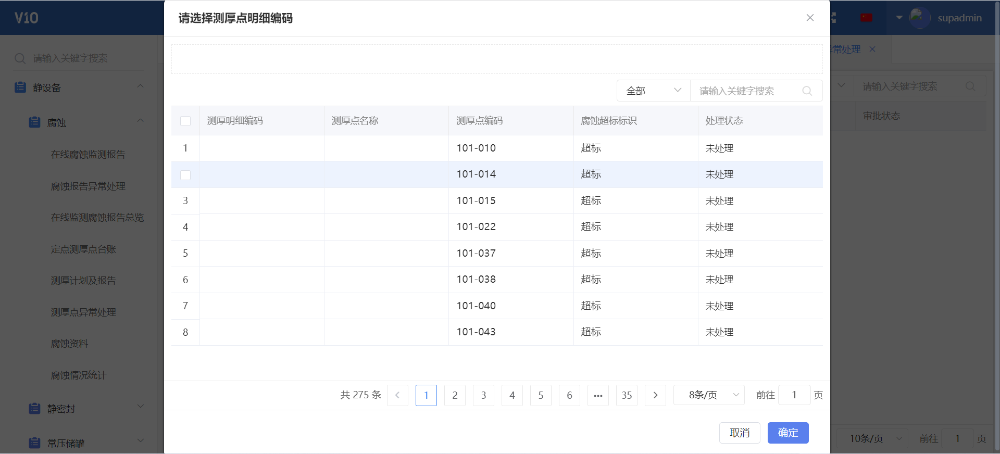 V10
请选择测厚点明细编码
supadmin
请输入关键字搜索
常处理
全部
请输入关键字搜索
请输入关键字搜索
静设备
测厚明细编码 测厚点名称 测厚点编码 腐蚀超标标识 处理状态
审批状态
腐蚀
1 101-010 超标 未处理
在线腐蚀监测报告
101-014 超标 未处理
腐蚀报告异常处理
3 101-015 超标 未处理
在线监测腐蚀报告总览
4 101-022 超标 未处理
定点测厚点台账
5 101-037 超标 未处理
测厚计划及报告
6 101-038 超标 未处理
测厚点异常处理
7 101-040 超标 未处理
8 101-043 超标 未处理
腐蚀资料
腐蚀情况统计
共 275 条 1 2 3 4 5 6 ••• 35 8条/页 前往 1 页
静密封
取消 确定
常压储罐
10条/页 前往 1 页